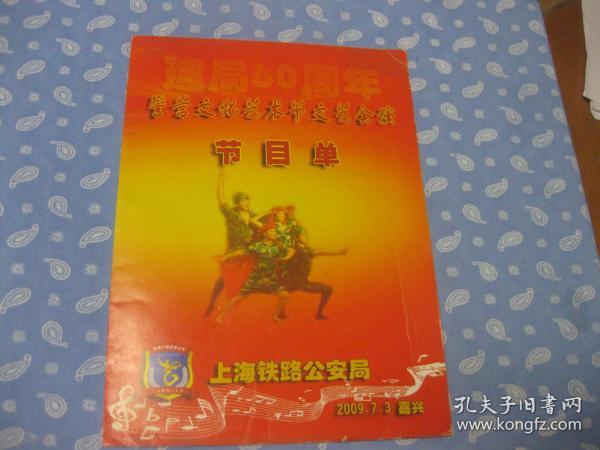 建局60周年
警营文化艺术节文艺会演
节目单
上海铁路公安局
2009.7.3 嘉兴
孔夫子旧书网
www.kongfz.com